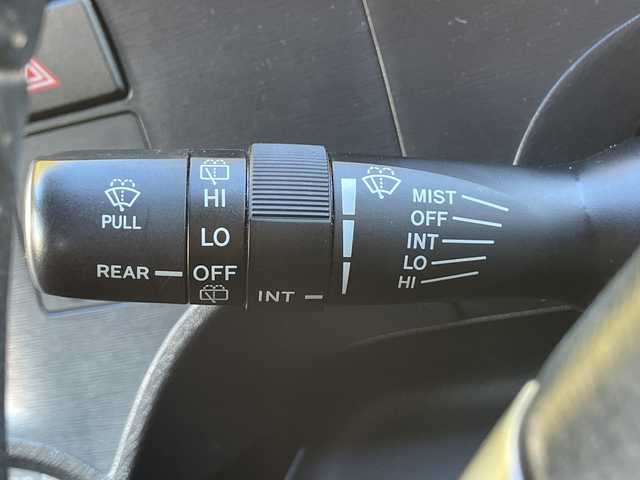 PULL
REAR
HI
LO
OFF
INT
MIST
OFF
INT
LO
HI